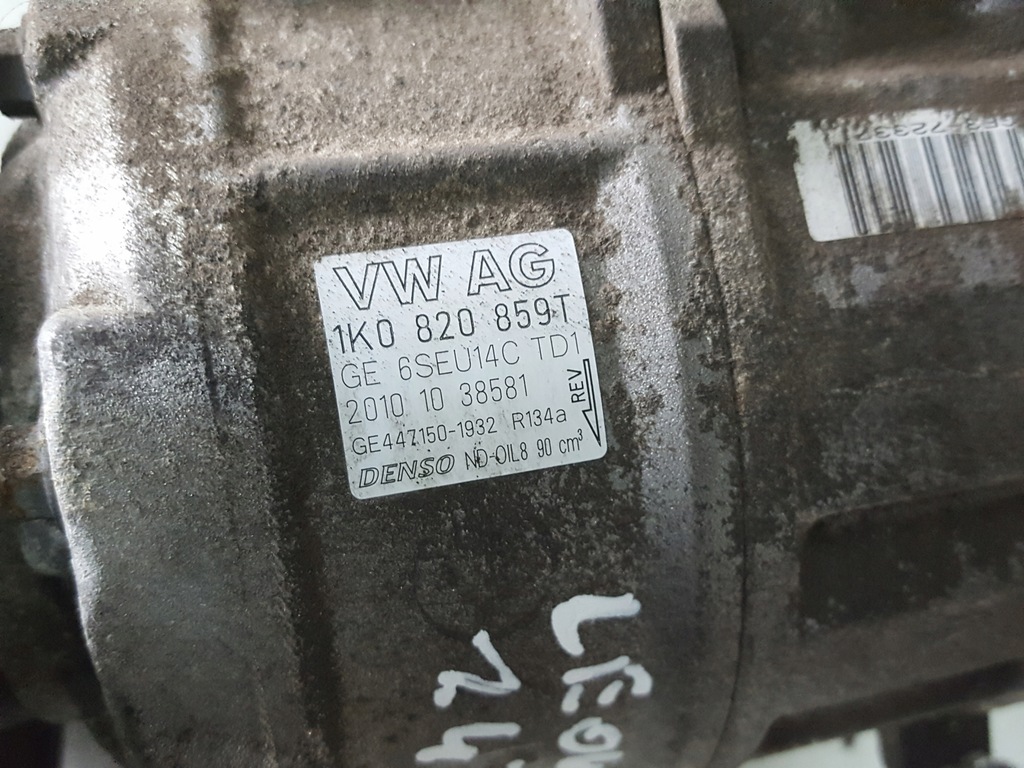 VW AG
1K0 820 859T
GE 6SEU14C TD1
2010 10 38581
GE447150-1932 R134a
DENSO ND-OIL8 90 cm³
REV